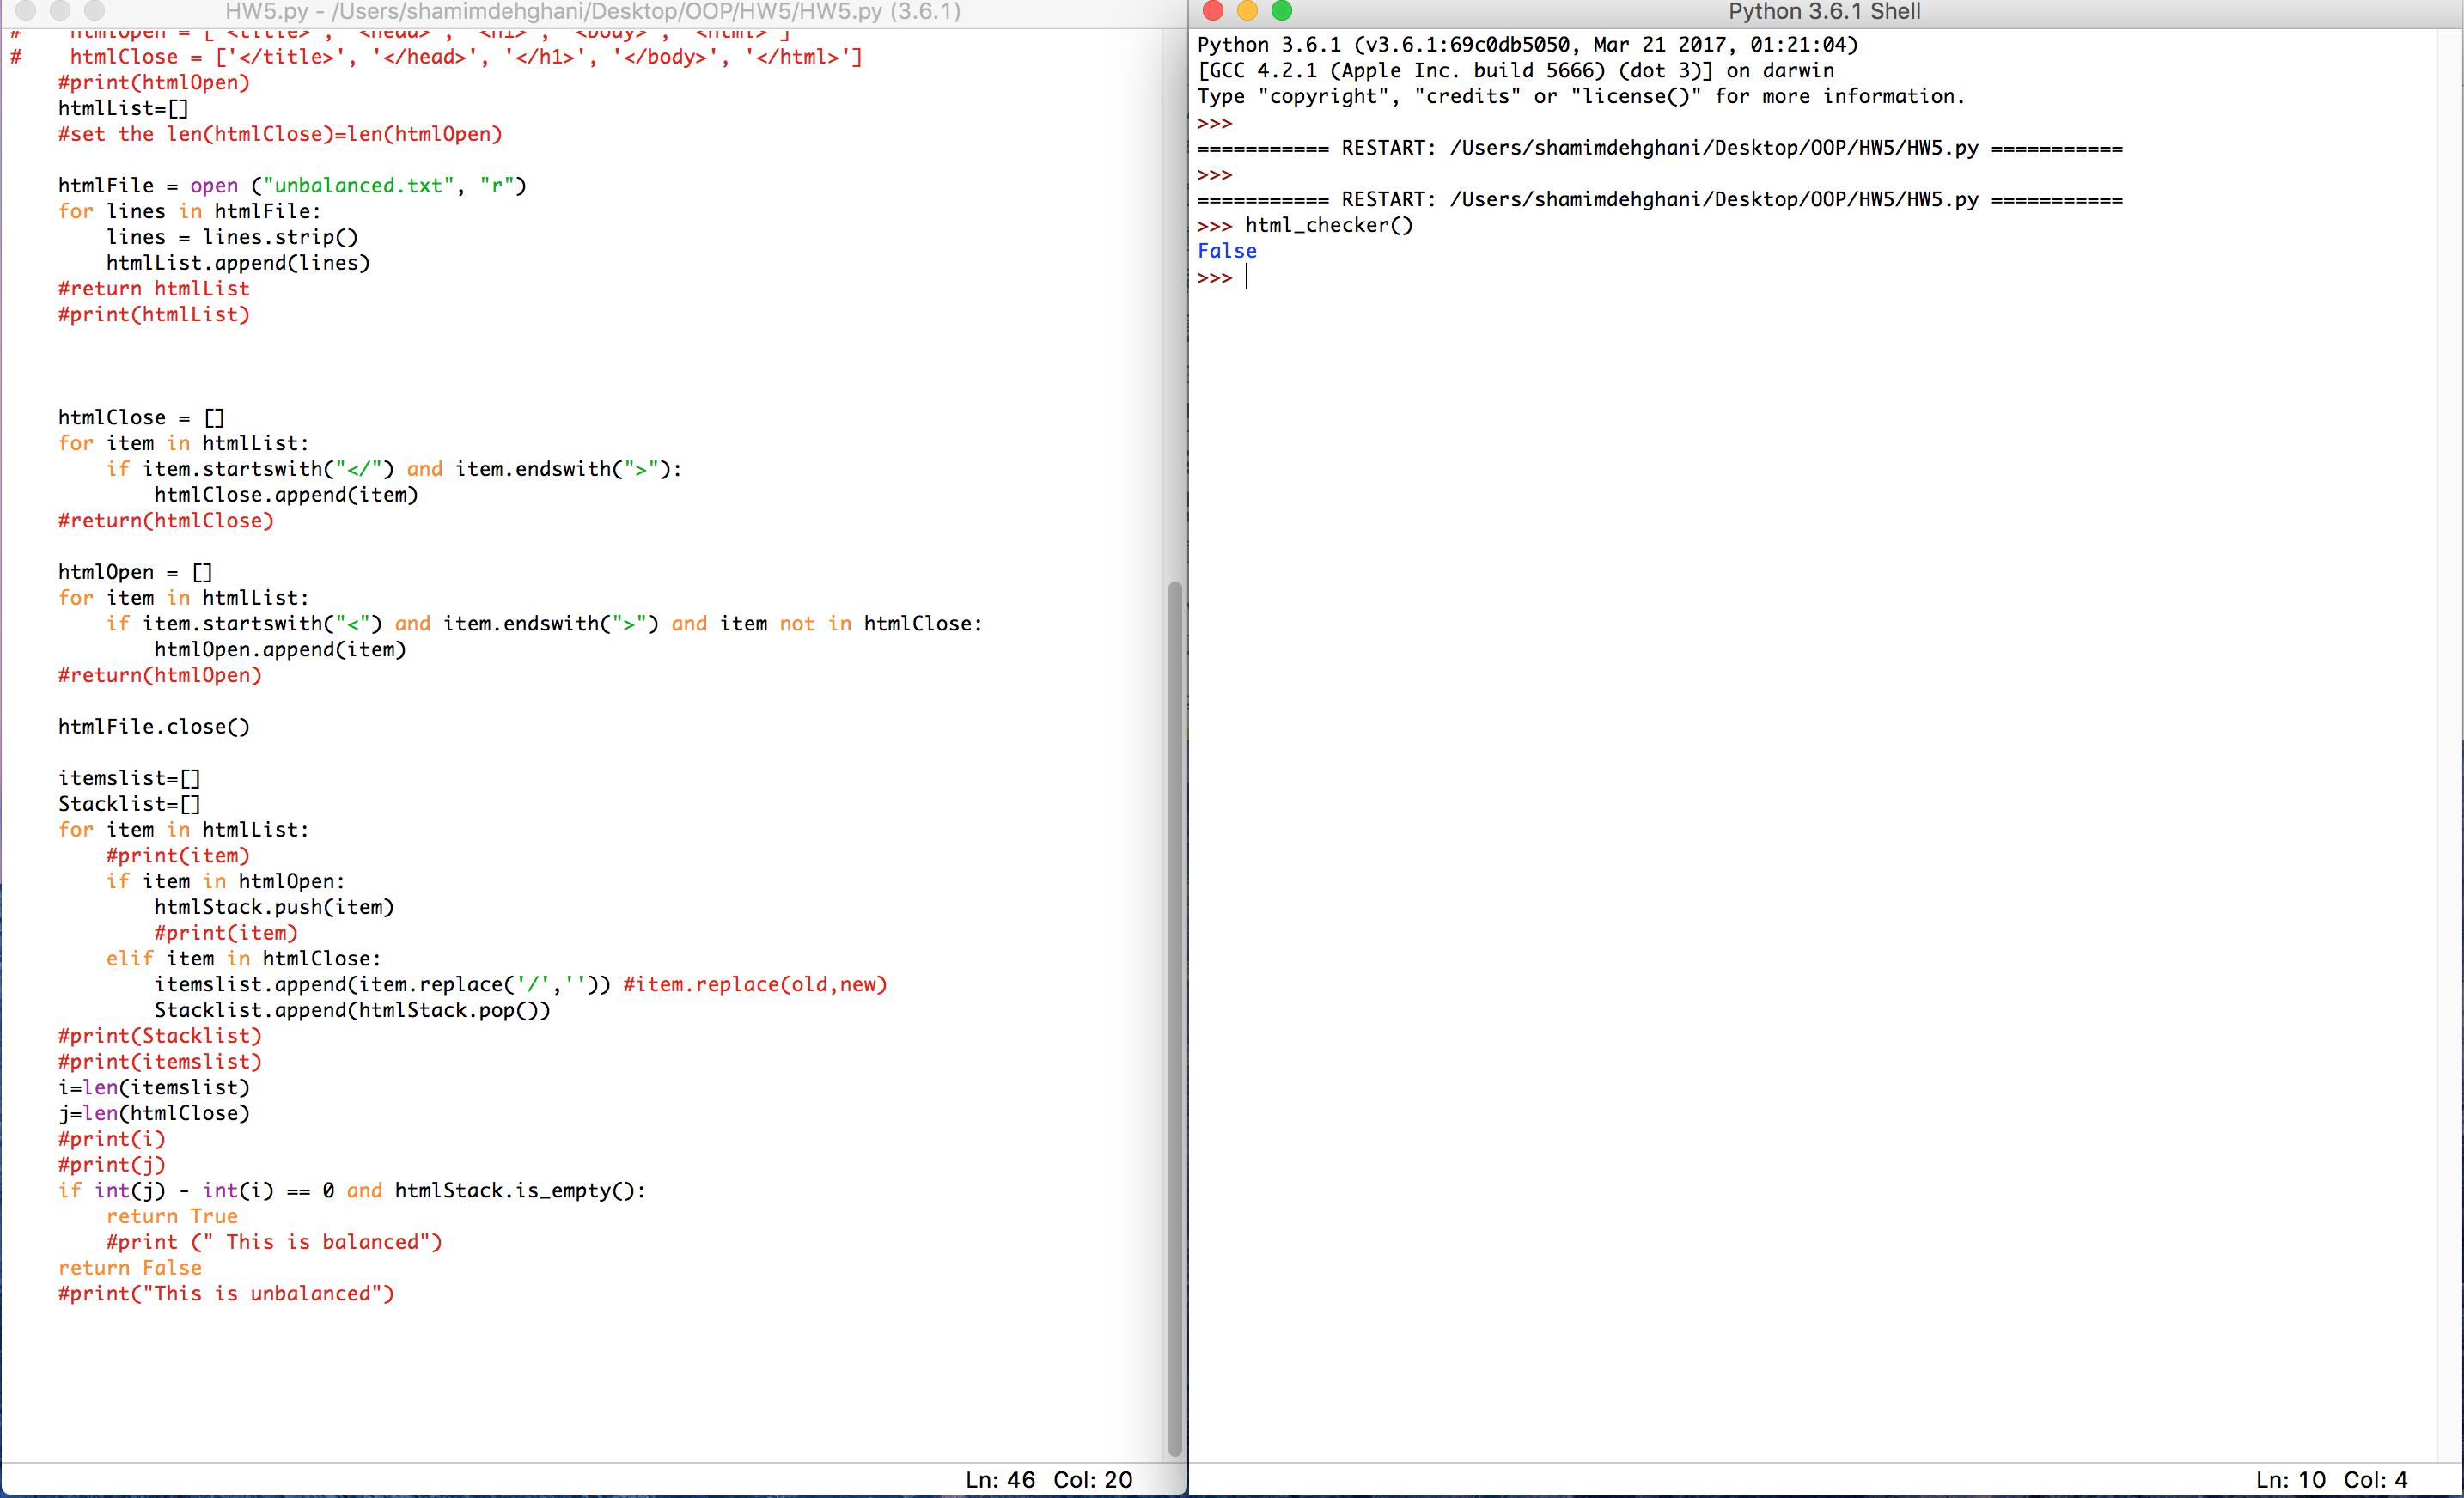 HW5.py - /Users/shamimdehghani/Desktop/OOP/HW5/HW5.py (3.6.1)
#    htmlOpen = ['<title>', '<head>', '<h1>', '<body>', '<html>']
#    htmlClose = ['</title>', '</head>', '</h1>', '</body>', '</html>']
    #print(htmlOpen)
    htmlList=[]
    #set the len(htmlClose)=len(htmlOpen)

    htmlFile = open ("unbalanced.txt", "r")
    for lines in htmlFile:
        lines = lines.strip()
        htmlList.append(lines)
    #return htmlList
    #print(htmlList)

    htmlClose = []
    for item in htmlList:
        if item.startswith("</") and item.endswith(">"):
            htmlClose.append(item)
    #return(htmlClose)

    htmlOpen = []
    for item in htmlList:
        if item.startswith("<") and item.endswith(">") and item not in htmlClose:
            htmlOpen.append(item)
    #return(htmlOpen)

    htmlFile.close()

    itemslist=[]
    Stacklist=[]
    for item in htmlList:
        #print(item)
        if item in htmlOpen:
            htmlStack.push(item)
            #print(item)
        elif item in htmlClose:
            itemslist.append(item.replace('/','')) #item.replace(old,new)
            Stacklist.append(htmlStack.pop())
    #print(Stacklist)
    #print(itemslist)
    i=len(itemslist)
    j=len(htmlClose)
    #print(i)
    #print(j)
    if int(j) - int(i) == 0 and htmlStack.is_empty():
        return True
        #print (" This is balanced")
    return False
    #print("This is unbalanced")
Ln: 46 Col: 20
Python 3.6.1 Shell
Python 3.6.1 (v3.6.1:69c0db5050, Mar 21 2017, 01:21:04)
[GCC 4.2.1 (Apple Inc. build 5666) (dot 3)] on darwin
Type "copyright", "credits" or "license()" for more information.
>>>
=========== RESTART: /Users/shamimdehghani/Desktop/OOP/HW5/HW5.py ===========
>>>
=========== RESTART: /Users/shamimdehghani/Desktop/OOP/HW5/HW5.py ===========
>>> html_checker()
False
>>>
Ln: 10 Col: 4